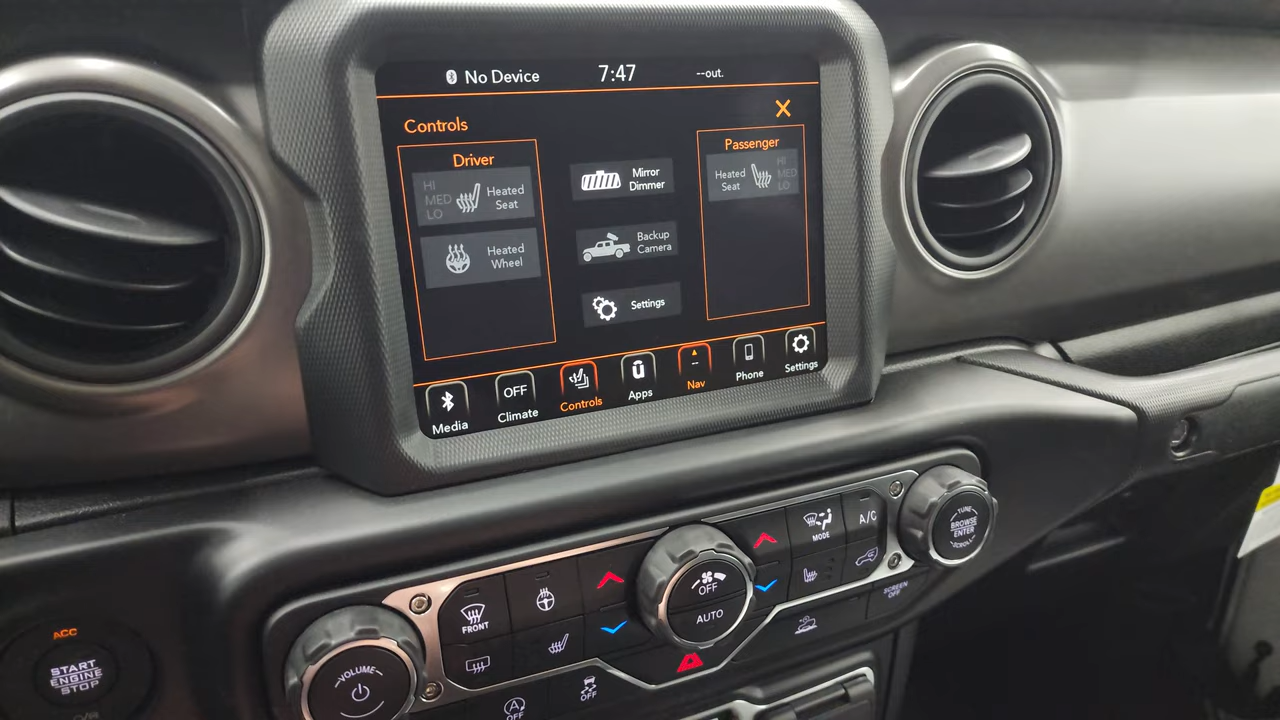 No Device
7:47
--out.
Controls
Driver
HI
MED
LO
Heated
Seat
Heated
Wheel
Mirror
Dimmer
Backup
Camera
Settings
Passenger
Heated
Seat
HI
MED
LO
Media
OFF
Climate
Controls
Apps
--
Nav
Phone
Settings
MODE
A/C
TUNE
BROWSE
ENTER
SCROLL
FRONT
OFF
AUTO
SCREEN
OFF
ACC
START
ENGINE
STOP
VOLUME
A
OFF
OFF